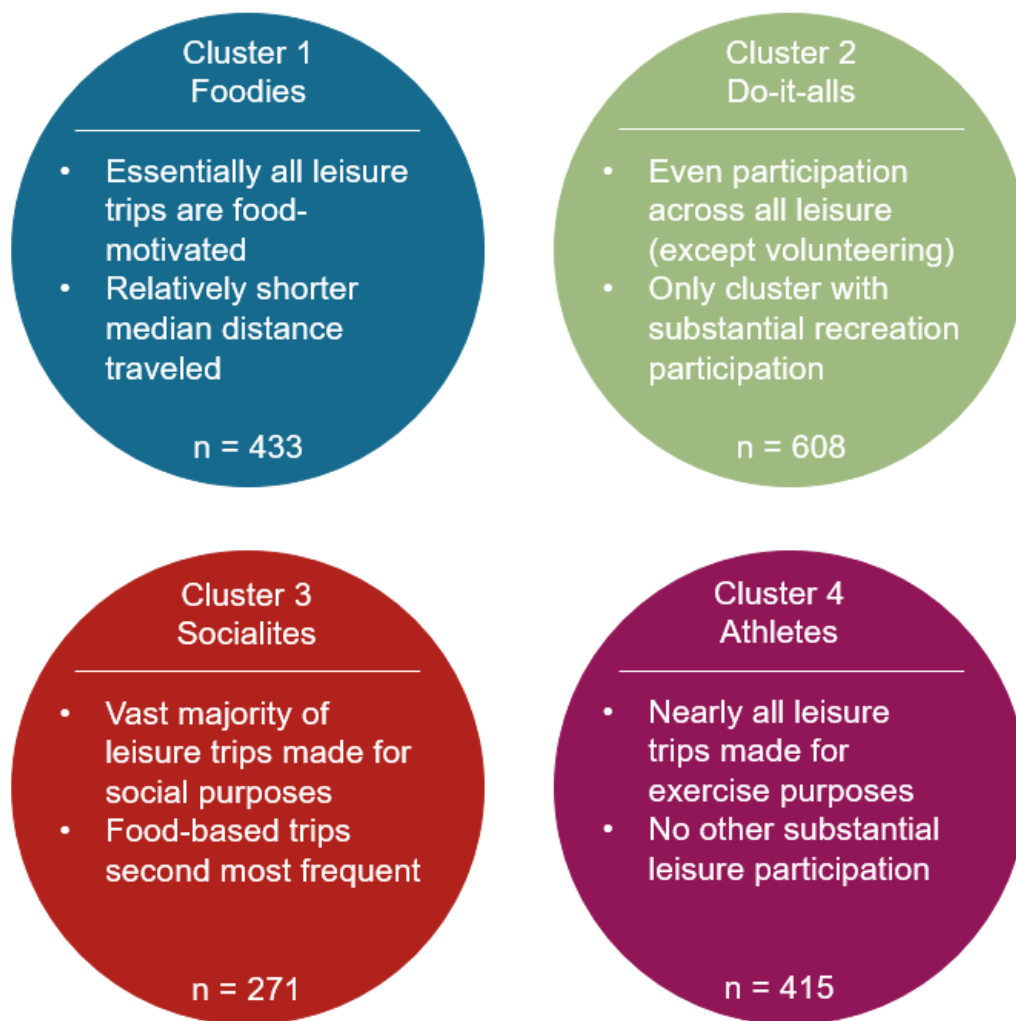 Cluster 1
Foodies
• Essentially all leisure
trips are food-
motivated
• Relatively shorter
median distance
traveled
n = 433
Cluster 2
Do-it-alls
• Even participation
across all leisure
(except volunteering)
• Only cluster with
substantial recreation
participation
n = 608
Cluster 3
Socialites
• Vast majority of
leisure trips made for
social purposes
• Food-based trips
second most frequent
n = 271
Cluster 4
Athletes
• Nearly all leisure
trips made for
exercise purposes
• No other substantial
leisure participation
n = 415